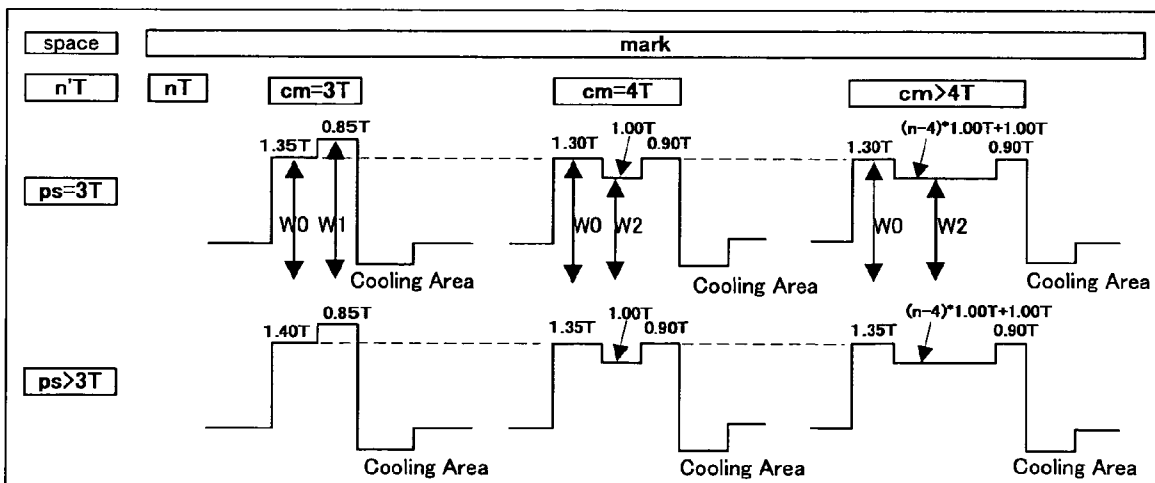 space mark
n'T nT cm=3T cm=4T cm>4T
0.85T 1.00T (n-4)*1.00T+1.00T
1.35T 1.30T 0.90T 1.30T 0.90T
ps=3T
W0 W1 W0 W2 W0 W2
Cooling Area Cooling Area Cooling Area
0.85T 1.00T (n-4)*1.00T+1.00T
1.40T 1.35T 0.90T 1.35T 0.90T
ps>3T
Cooling Area Cooling Area Cooling Area